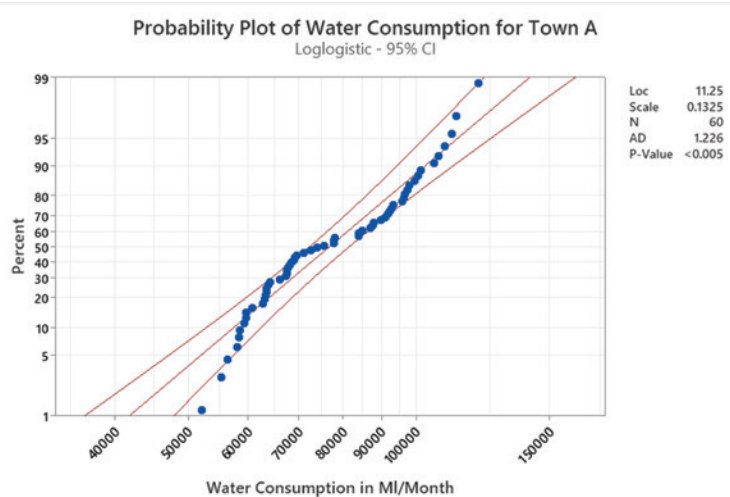 Probability Plot of Water Consumption for Town A
Loglogistic - 95% CI
99
95
90
80
70
60
50
40
30
20
10
5
1
Percent
40000
50000
60000
70000
80000
90000
100000
150000
Water Consumption in Ml/Month
Loc 11.25
Scale 0.1325
N 60
AD 1.226
P-Value <0.005